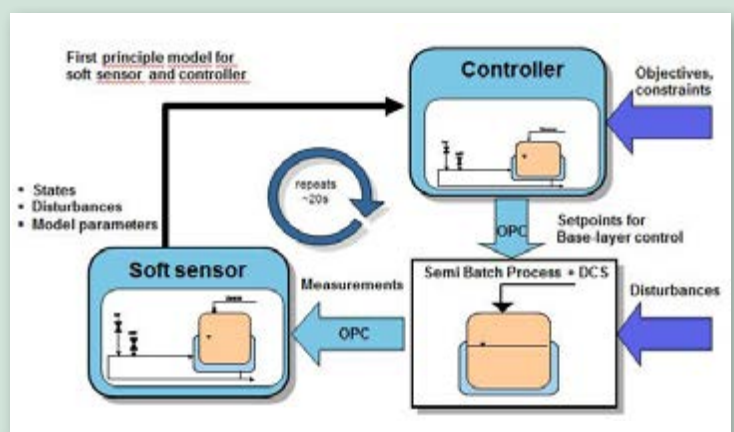 First principle model for
soft sensor and controller
Controller
Objectives,
constraints
repeats
~20s
• States
• Disturbances
• Model parameters
OPC
Setpoints for
Base-layer control
Soft sensor
Measurements
OPC
Semi Batch Process + DCS
Disturbances